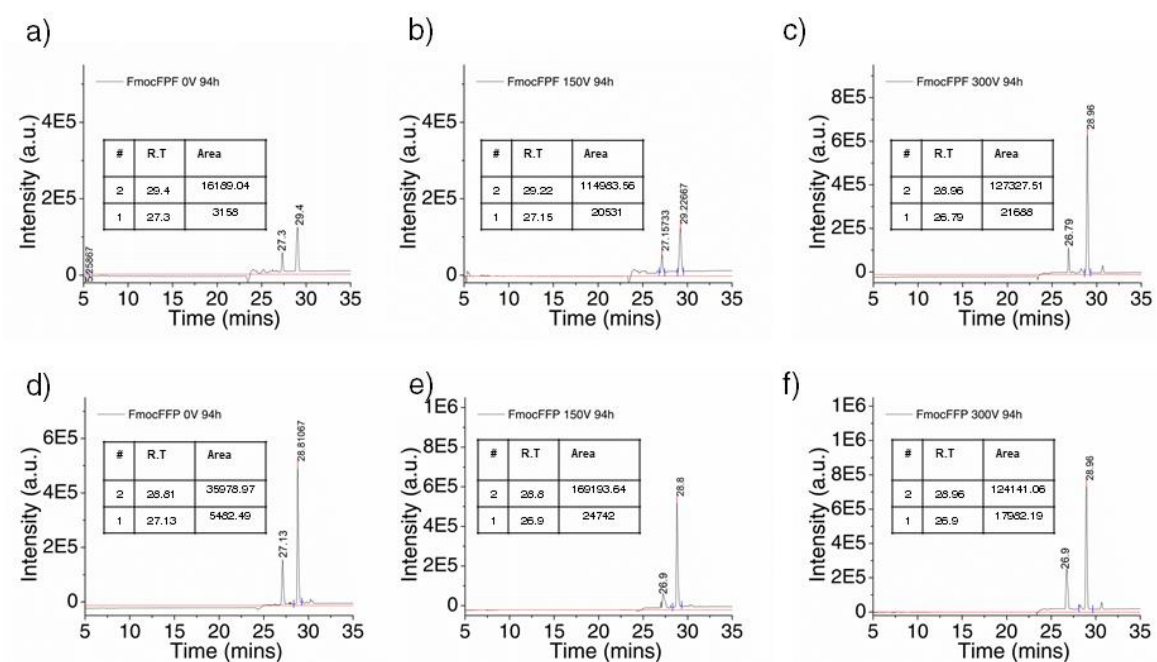 a)
FmocFPF 0V 94h
4E5
2E5
0
Intensity (a.u.)
# R.T Area
2 29.4 16189.04
1 27.3 3158
5.25867
27.3
29.4
5 10 15 20 25 30 35
Time (mins)
b)
FmocFPF 150V 94h
4E5
2E5
0
Intensity (a.u.)
# R.T Area
2 29.22 114983.56
1 27.15 20531
27.15733
29.22667
5 10 15 20 25 30 35
Time (mins)
c)
FmocFPF 300V 94h
8E5
6E5
4E5
2E5
0
Intensity (a.u.)
# R.T Area
2 28.96 127327.51
1 26.79 21688
26.79
28.96
5 10 15 20 25 30 35
Time (mins)
d)
FmocFFP 0V 94h
6E5
4E5
2E5
0
Intensity (a.u.)
# R.T Area
2 28.81 35978.97
1 27.13 5482.49
27.13
28.81067
5 10 15 20 25 30 35
Time (mins)
e)
FmocFFP 150V 94h
1E6
8E5
6E5
4E5
2E5
0
Intensity (a.u.)
# R.T Area
2 28.8 169193.64
1 26.9 24742
26.9
28.8
5 10 15 20 25 30 35
Time (mins)
f)
FmocFFP 300V 94h
1E6
1E6
8E5
6E5
4E5
2E5
0
Intensity (a.u.)
# R.T Area
2 28.96 124141.06
1 26.9 17982.19
26.9
28.96
5 10 15 20 25 30 35
Time (mins)